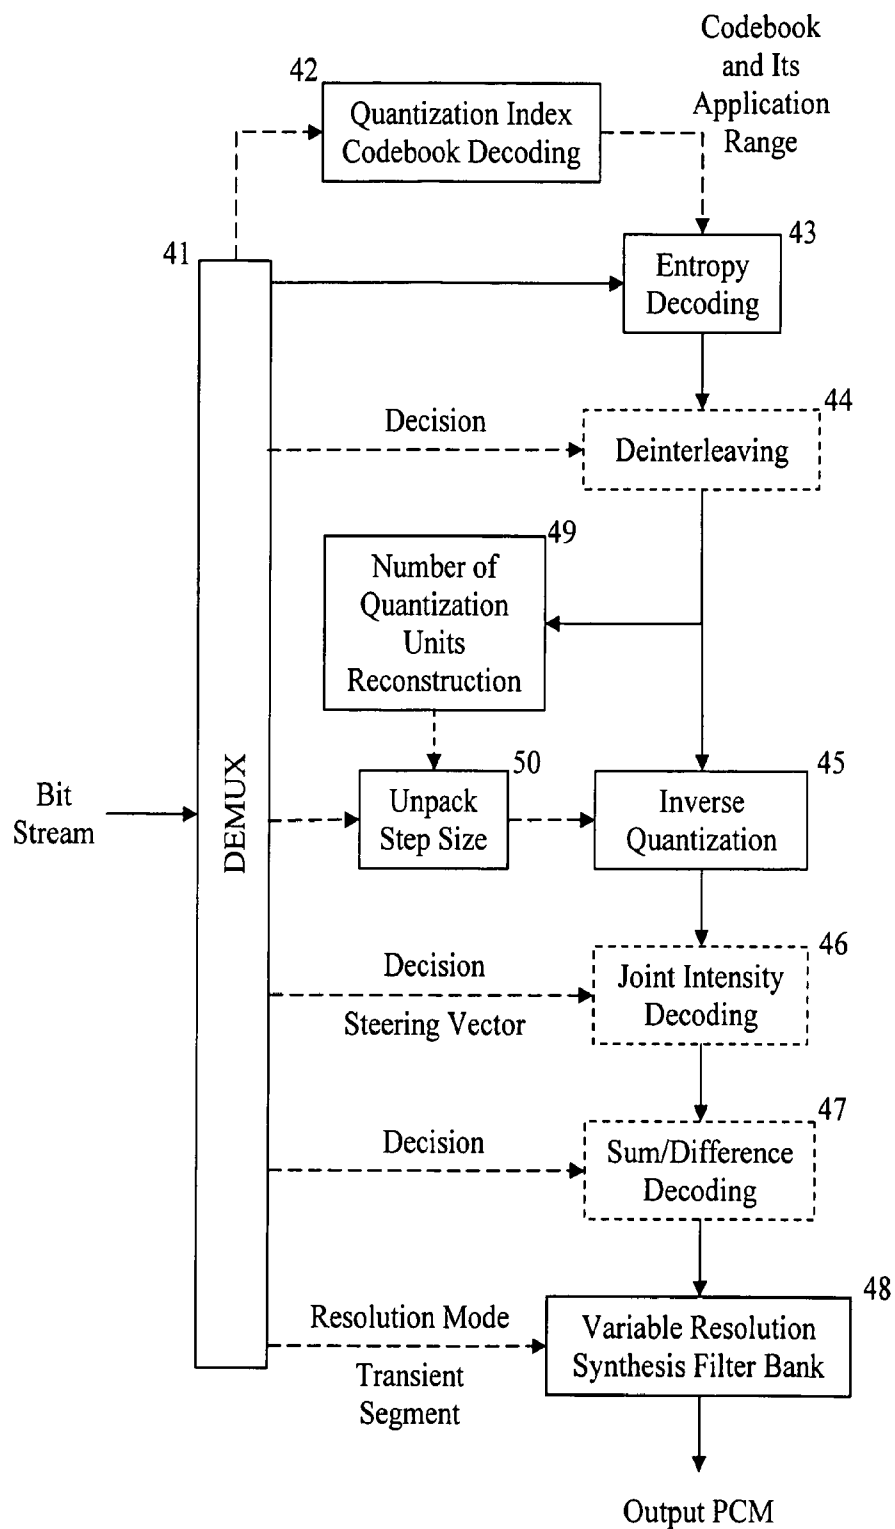 Codebook
and Its
Application
Range
42
Quantization Index
Codebook Decoding
41
43
Entropy
Decoding
44
Decision
Deinterleaving
49
Number of
Quantization
Units
Reconstruction
50
45
Bit
Stream
DEMUX
Unpack
Step Size
Inverse
Quantization
46
Decision
Steering Vector
Joint Intensity
Decoding
47
Decision
Sum/Difference
Decoding
48
Resolution Mode
Transient
Segment
Variable Resolution
Synthesis Filter Bank
Output PCM